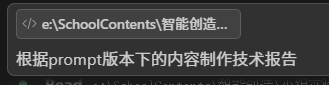 </> e:\SchoolContents\智能创造...
根据prompt版本下的内容制作技术报告